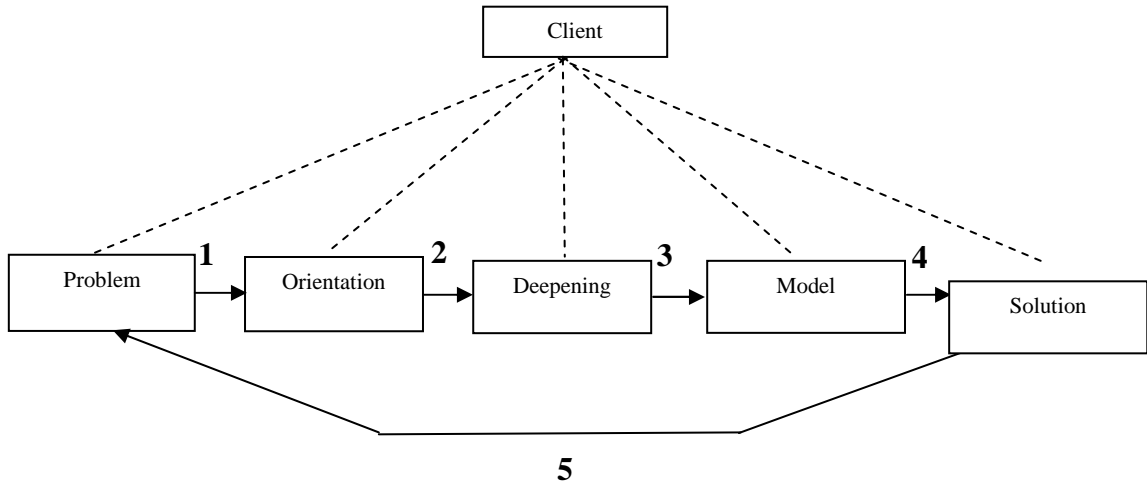 Client
1
2
3
4
Problem
Orientation
Deepening
Model
Solution
5